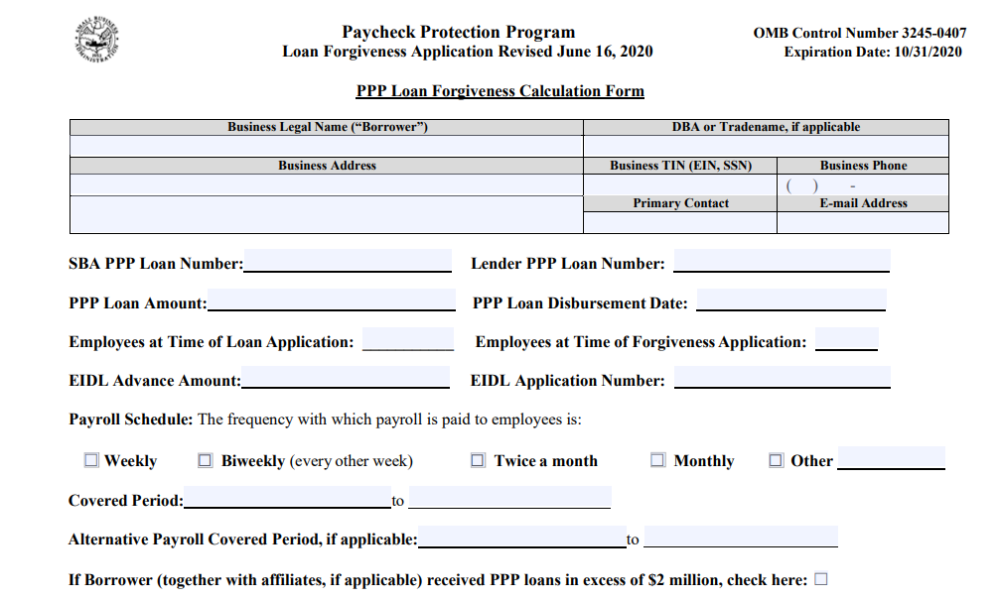 Paycheck Protection Program
Loan Forgiveness Application Revised June 16, 2020
OMB Control Number 3245-0407
Expiration Date: 10/31/2020
PPP Loan Forgiveness Calculation Form
Business Legal Name (“Borrower”)
DBA or Tradename, if applicable
Business Address
Business TIN (EIN, SSN)
Business Phone
( ) -
Primary Contact
E-mail Address
SBA PPP Loan Number:
Lender PPP Loan Number:
PPP Loan Amount:
PPP Loan Disbursement Date:
Employees at Time of Loan Application:
Employees at Time of Forgiveness Application:
EIDL Advance Amount:
EIDL Application Number:
Payroll Schedule: The frequency with which payroll is paid to employees is:
Weekly Biweekly (every other week) Twice a month Monthly Other
Covered Period: to
Alternative Payroll Covered Period, if applicable: to
If Borrower (together with affiliates, if applicable) received PPP loans in excess of $2 million, check here: